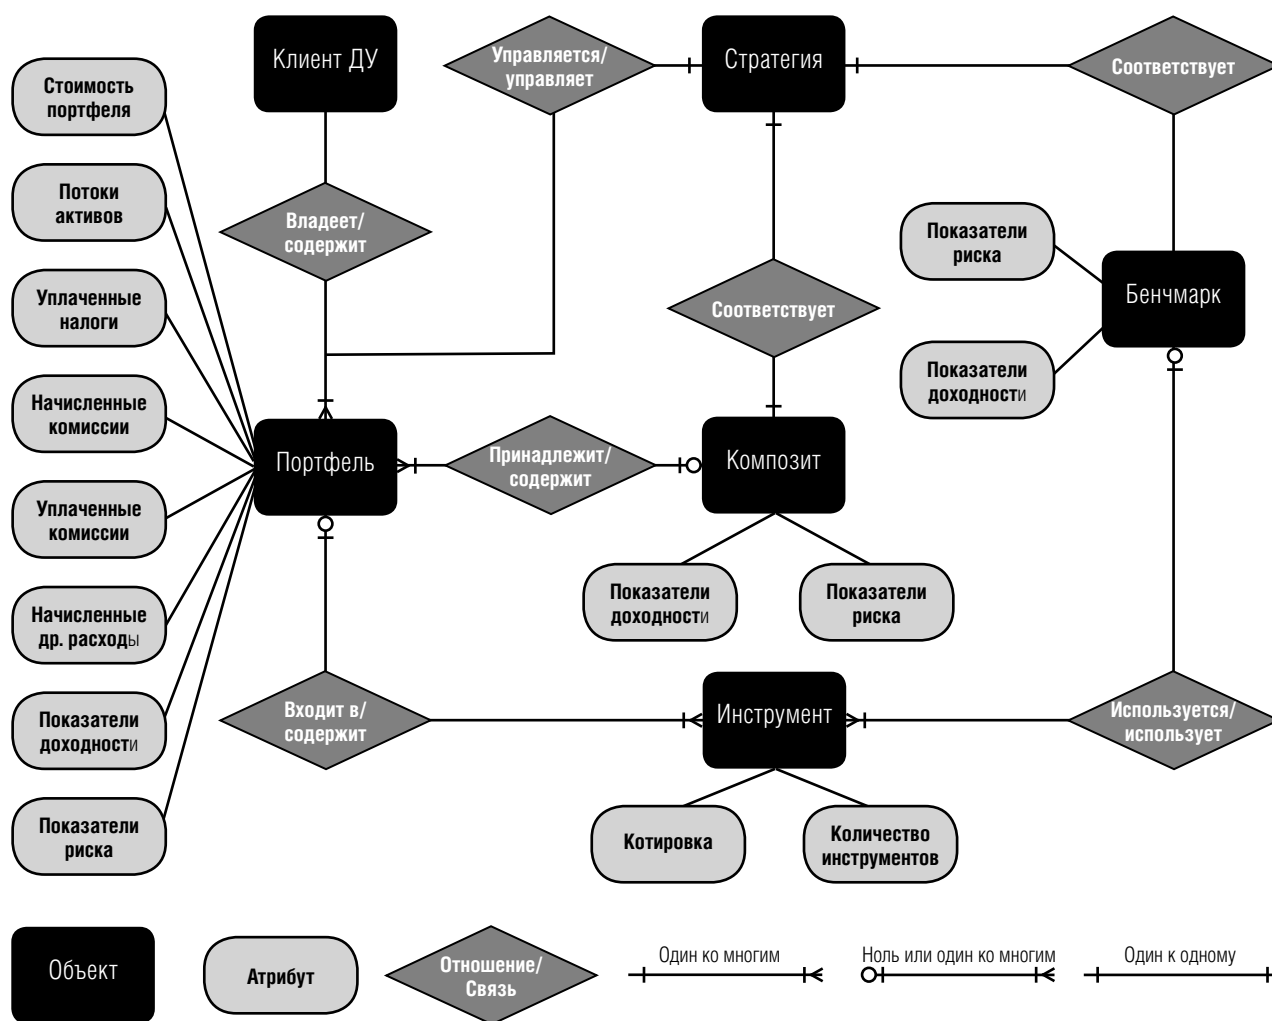 Клиент ДУ
Управляется/
управляет
Стратегия
Соответствует
Стоимость
портфеля
Потоки
активов
Владеет/
содержит
Показатели
риска
Уплаченные
налоги
Соответствует
Бенчмарк
Показатели
доходности
Начисленные
комиссии
Портфель
Принадлежит/
содержит
Композит
Уплаченные
комиссии
Показатели
доходности
Показатели
риска
Начисленные
др. расходы
Показатели
доходности
Входит в/
содержит
Инструмент
Используется/
использует
Показатели
риска
Котировка
Количество
инструментов
Объект
Атрибут
Отношение/
Связь
Один ко многим
Ноль или один ко многим
Один к одному